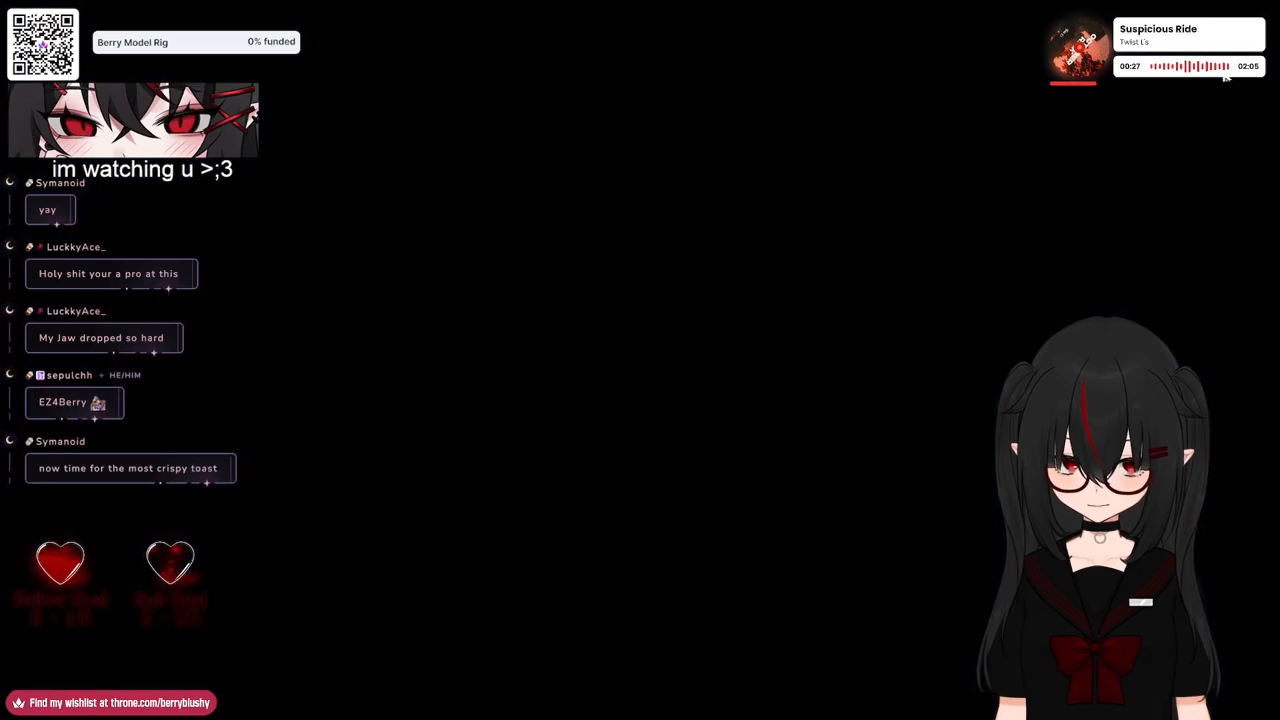 Berry Model Rig 0% funded
Suspicious Ride
Twist L's
00:27 02:05
im watching u >;3
Symanoid
yay
LuckkyAce_
Holy shit your a pro at this
LuckkyAce_
My Jaw dropped so hard
sepulchh + HE/HIM
EZ4Berry
Symanoid
now time for the most crispy toast
Find my wishlist at throne.com/berryblushy